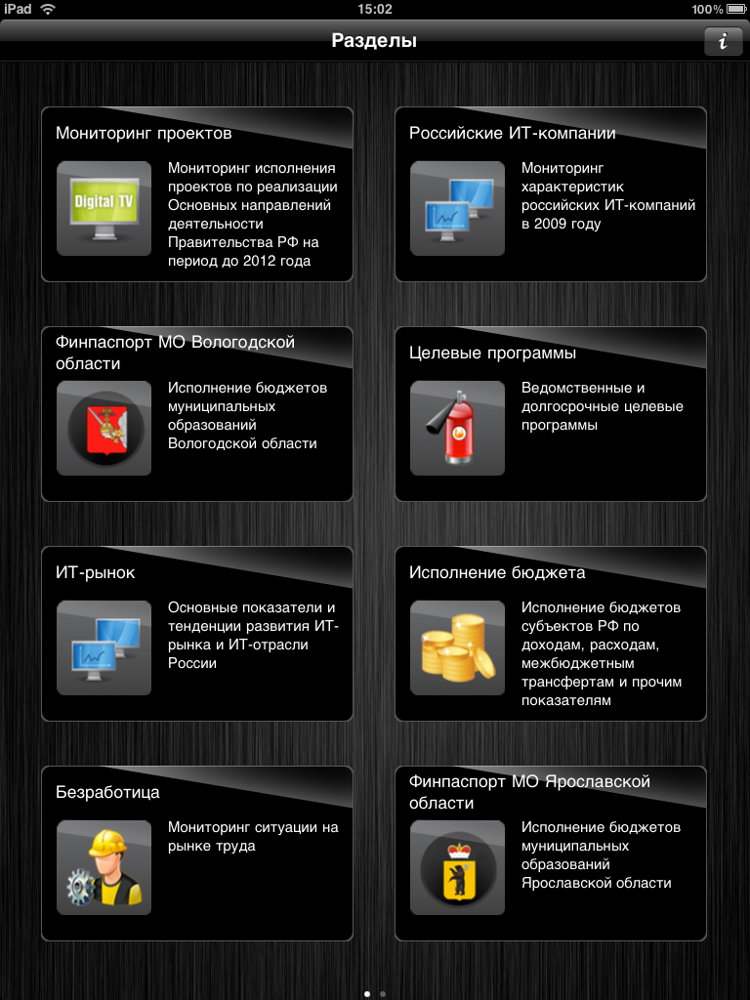 iPad
15:02
100%
Разделы
Мониторинг проектов
Digital TV
Мониторинг исполнения
проектов по реализации
Основных направлений
деятельности
Правительства РФ на
период до 2012 года
Российские ИТ-компании
Мониторинг
характеристик
российских ИТ-компаний
в 2009 году
Финпаспорт МО Вологодской
области
Исполнение бюджетов
муниципальных
образований
Вологодской области
Целевые программы
Ведомственные и
долгосрочные целевые
программы
ИТ-рынок
Основные показатели и
тенденции развития ИТ-
рынка и ИТ-отрасли
России
Исполнение бюджета
Исполнение бюджетов
субъектов РФ по
доходам, расходам,
межбюджетным
трансфертам и прочим
показателям
Безработица
Мониторинг ситуации на
рынке труда
Финпаспорт МО Ярославской
области
Исполнение бюджетов
муниципальных
образований
Ярославской области